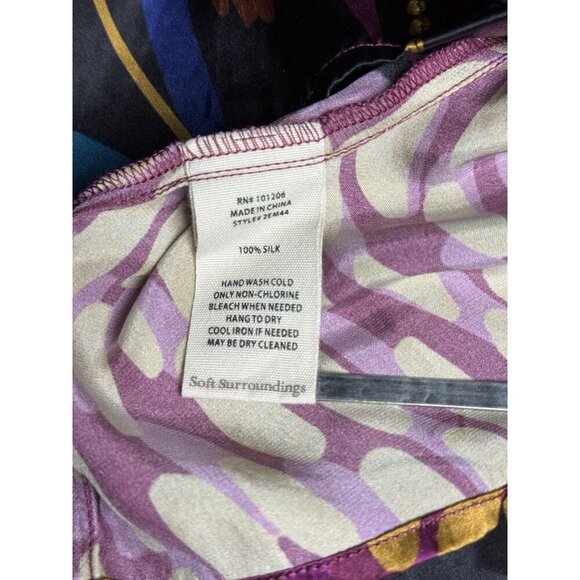 RN# 101206
MADE IN CHINA
STYLE# 2EM44
100% SILK
HAND WASH COLD
ONLY NON-CHLORINE
BLEACH WHEN NEEDED
HANG TO DRY
COOL IRON IF NEEDED
MAY BE DRY CLEANED
Soft Surroundings